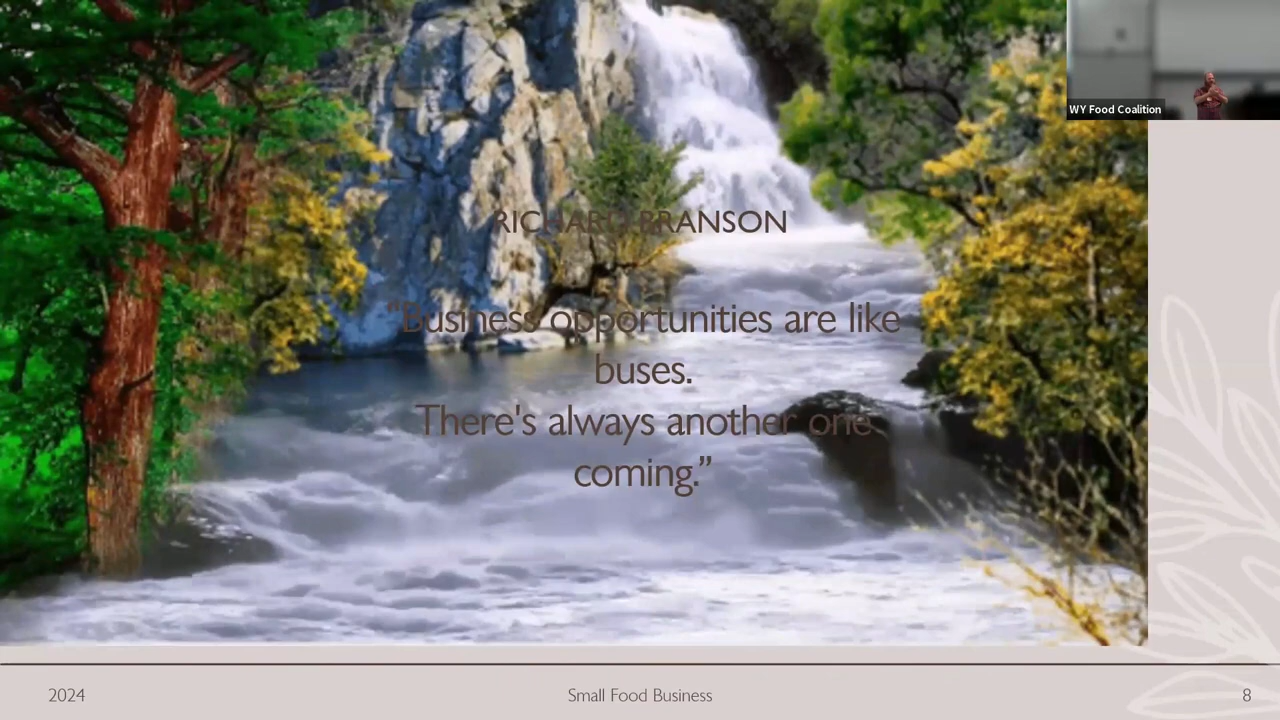 WY Food Coalition
RICHARD BRANSON
“Business opportunities are like
buses.
There's always another one
coming.”
2024
Small Food Business
8